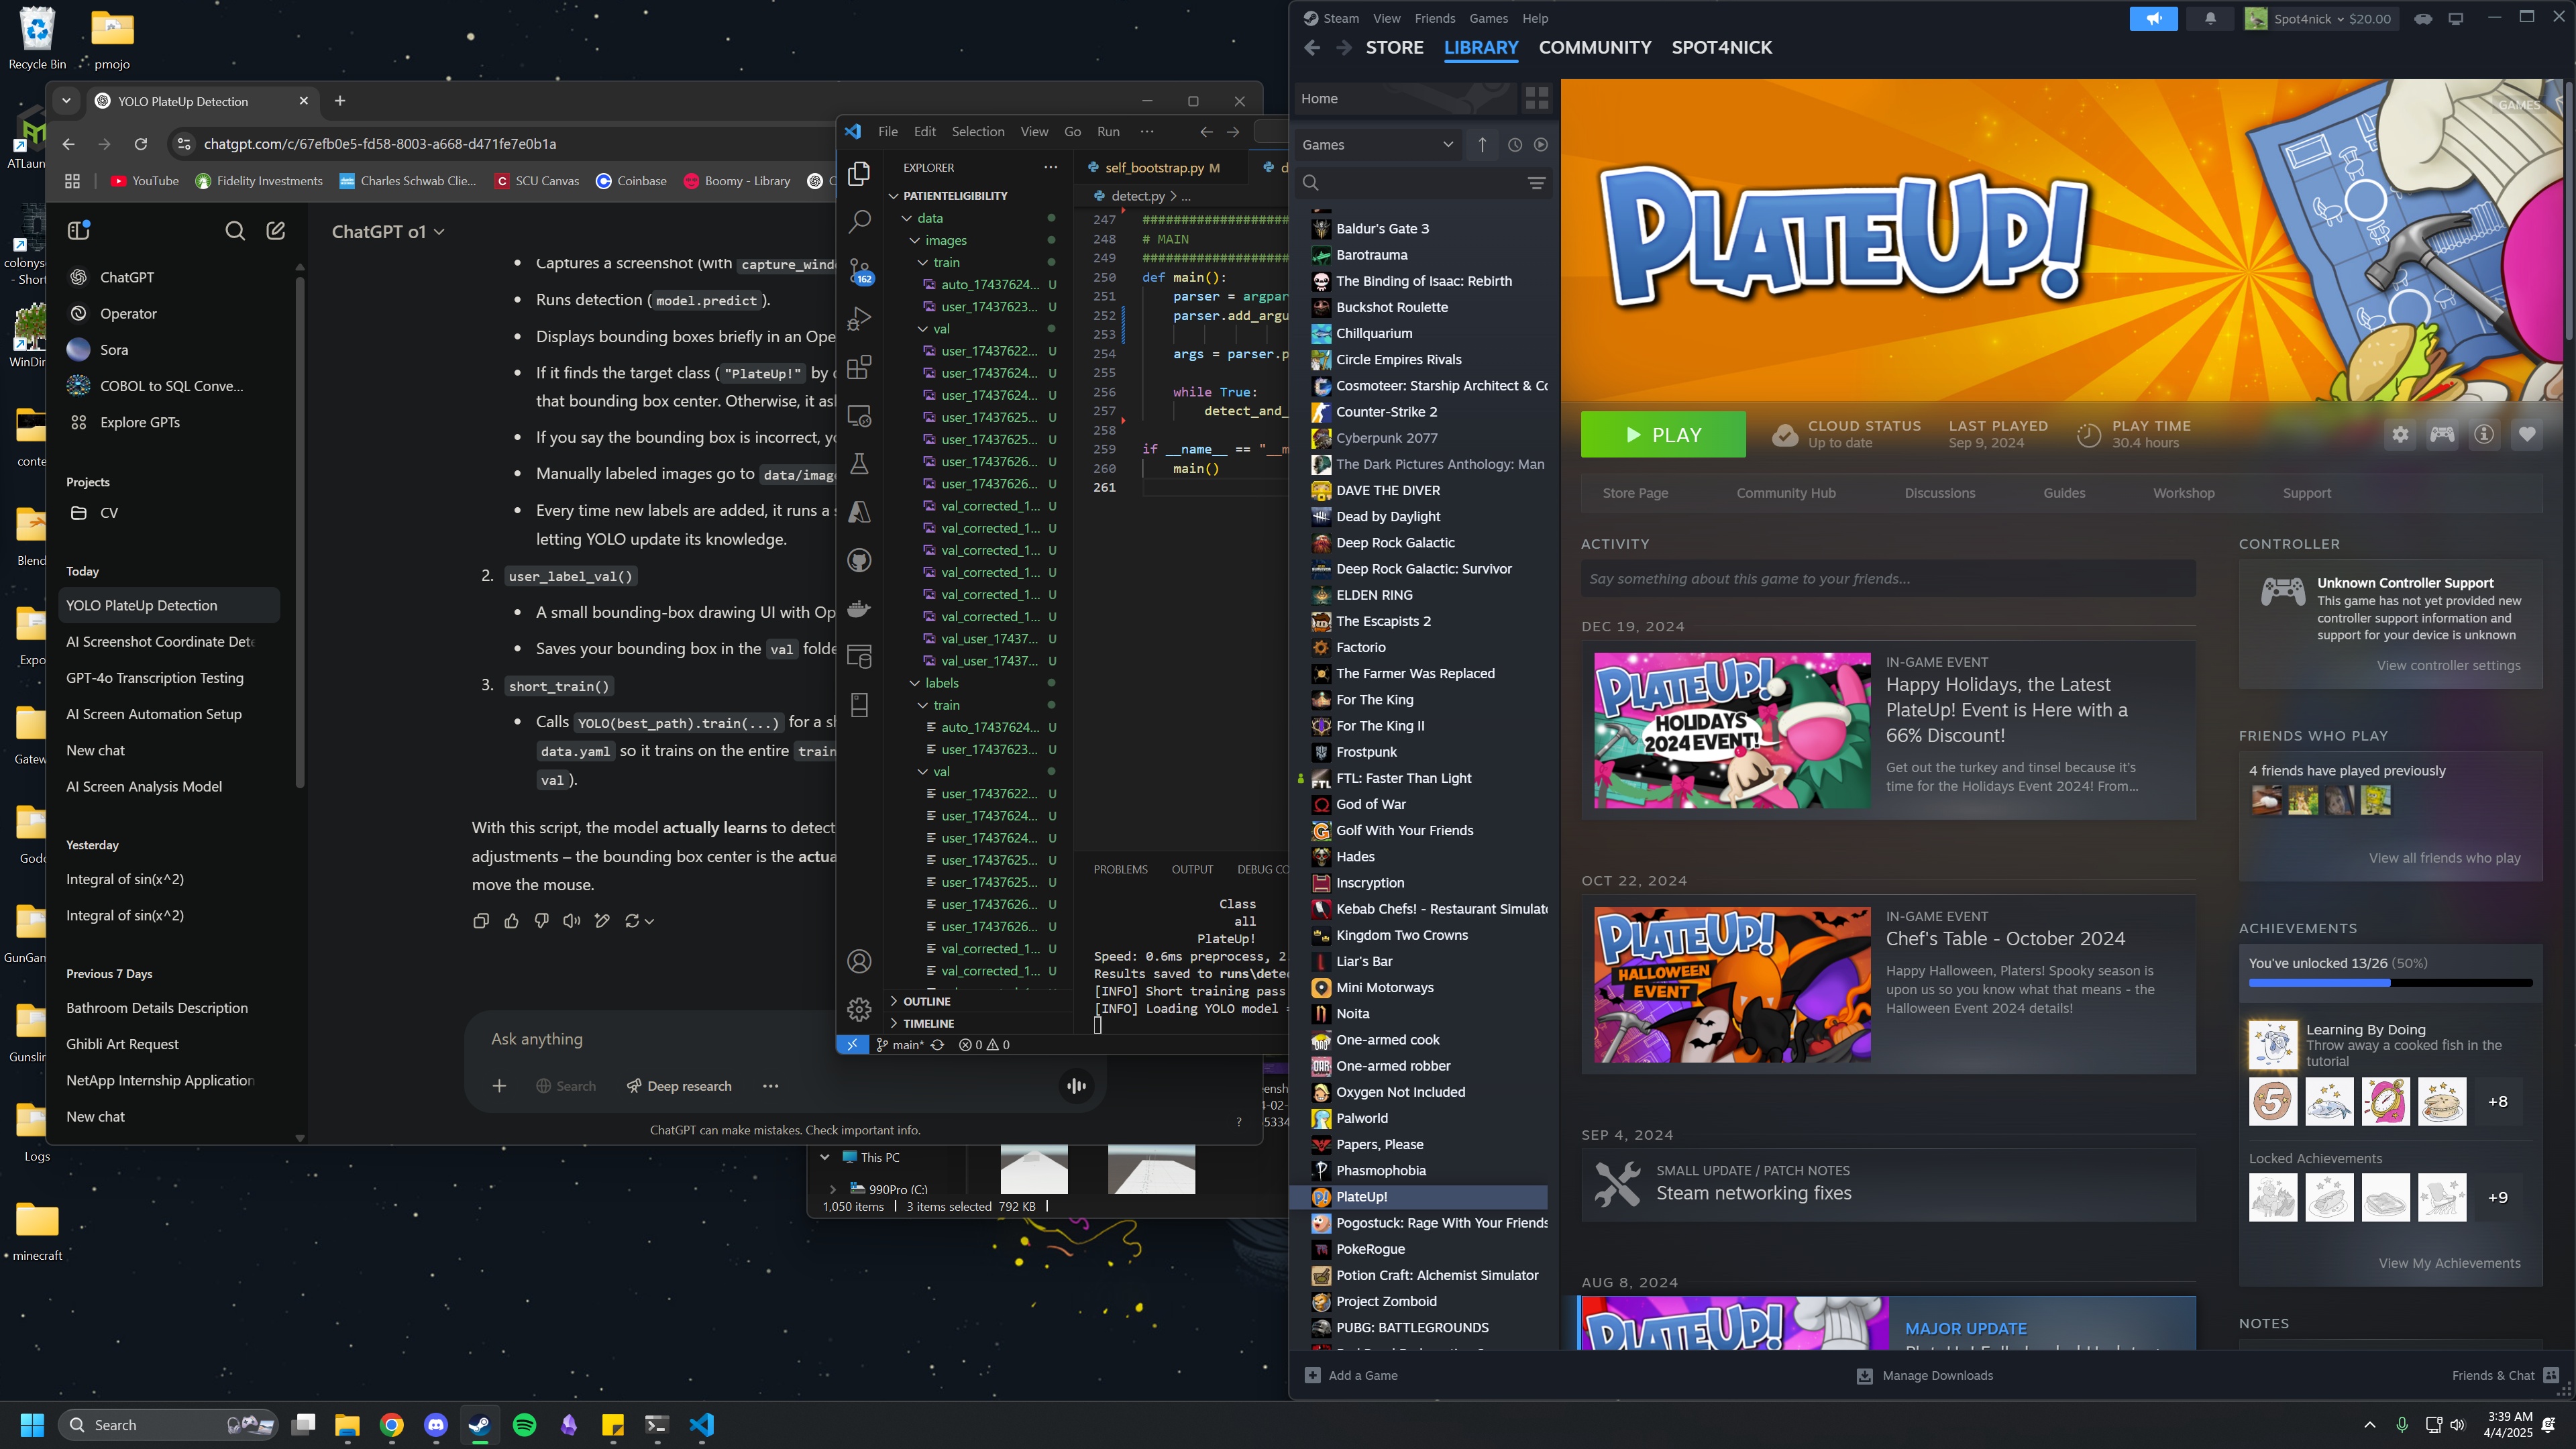 Recycle Bin
pmojo
ATLaun
colonys
- Short
WinDir
conte
Blend
Expo
Gatew
Godo
GunGan
Gunslin
Logs
minecraft
YOLO PlateUp Detection
chatgpt.com/c/67efb0e5-fd58-8003-a668-d471fe7e0b1a
YouTube
Fidelity Investments
Charles Schwab Clie...
SCU Canvas
Coinbase
Boomy - Library
ChatGPT
Operator
Sora
COBOL to SQL Conve...
Explore GPTs
Projects
CV
Today
YOLO PlateUp Detection
AI Screenshot Coordinate Dete
GPT-4o Transcription Testing
AI Screen Automation Setup
New chat
AI Screen Analysis Model
Yesterday
Integral of sin(x^2)
Integral of sin(x^2)
Previous 7 Days
Bathroom Details Description
Ghibli Art Request
NetApp Internship Application
New chat
ChatGPT o1
Captures a screenshot (with capture_windo
Runs detection (model.predict).
Displays bounding boxes briefly in an Ope
If it finds the target class ("PlateUp!" by d
that bounding box center. Otherwise, it as
If you say the bounding box is incorrect, yo
Manually labeled images go to data/image
Every time new labels are added, it runs a s
letting YOLO update its knowledge.
2. user_label_val()
A small bounding-box drawing UI with Op
Saves your bounding box in the val folde
3. short_train()
Calls YOLO(best_path).train(...) for a sh
data.yaml so it trains on the entire train
val).
With this script, the model actually learns to detect
adjustments – the bounding box center is the actua
move the mouse.
Ask anything
Search
Deep research
ChatGPT can make mistakes. Check important info.
File Edit Selection View Go Run
162
EXPLORER
PATIENTELIGIBILITY
data
images
train
auto_17437624... U
user_17437623... U
val
user_17437622... U
user_17437624... U
user_17437624... U
user_17437625... U
user_17437625... U
user_17437626... U
user_17437626... U
val_corrected_1... U
val_corrected_1... U
val_corrected_1... U
val_corrected_1... U
val_corrected_1... U
val_corrected_1... U
val_user_17437... U
val_user_17437... U
labels
train
auto_17437624... U
user_17437623... U
val
user_17437622... U
user_17437624... U
user_17437624... U
user_17437625... U
user_17437625... U
user_17437626... U
user_17437626... U
val_corrected_1... U
val_corrected_1... U
OUTLINE
TIMELINE
main*
0 0
self_bootstrap.py M
d
detect.py > ...
247 ###################
248 # MAIN
249 ###################
250 def main():
251 parser = argpar
252 parser.add_argu
253
254 args = parser.p
255
256 while True:
257 detect_and_
258
259 if __name__ == "__m
260 main()
261
PROBLEMS OUTPUT DEBUG CO
Class
all
PlateUp!
Speed: 0.6ms preprocess, 2.
Results saved to runs\dete
[INFO] Short training pass
[INFO] Loading YOLO model =
This PC
990Pro (C:)
1,050 items
3 items selected 792 KB
Steam View Friends Games Help
Spot4nick
$20.00
STORE LIBRARY COMMUNITY SPOT4NICK
Home
Games
Baldur's Gate 3
Barotrauma
The Binding of Isaac: Rebirth
Buckshot Roulette
Chillquarium
Circle Empires Rivals
Cosmoteer: Starship Architect & Co
Counter-Strike 2
Cyberpunk 2077
The Dark Pictures Anthology: Man
DAVE THE DIVER
Dead by Daylight
Deep Rock Galactic
Deep Rock Galactic: Survivor
ELDEN RING
The Escapists 2
Factorio
The Farmer Was Replaced
For The King
For The King II
Frostpunk
FTL: Faster Than Light
God of War
Golf With Your Friends
Hades
Inscryption
Kebab Chefs! - Restaurant Simulato
Kingdom Two Crowns
Liar's Bar
Mini Motorways
Noita
One-armed cook
One-armed robber
Oxygen Not Included
Palworld
Papers, Please
Phasmophobia
PlateUp!
Pogostuck: Rage With Your Friends
PokeRogue
Potion Craft: Alchemist Simulator
Project Zomboid
PUBG: BATTLEGROUNDS
Add a Game
GAMES
PLATEUP!
PLAY
CLOUD STATUS
Up to date
LAST PLAYED
Sep 9, 2024
PLAY TIME
30.4 hours
Store Page
Community Hub
Discussions
Guides
Workshop
Support
ACTIVITY
Say something about this game to your friends...
DEC 19, 2024
PLATEUP!
HOLIDAYS
2024 EVENT!
IN-GAME EVENT
Happy Holidays, the Latest
PlateUp! Event is Here with a
66% Discount!
Get out the turkey and tinsel because it's
time for the Holidays Event 2024! From...
OCT 22, 2024
PLATEUP!
HALLOWEEN
EVENT
IN-GAME EVENT
Chef's Table - October 2024
Happy Halloween, Platers! Spooky season is
upon us so you know what that means - the
Halloween Event 2024 details!
SEP 4, 2024
SMALL UPDATE / PATCH NOTES
Steam networking fixes
AUG 8, 2024
PLATEUP!
MAJOR UPDATE
CONTROLLER
Unknown Controller Support
This game has not yet provided new
controller support information and
support for your device is unknown
View controller settings
FRIENDS WHO PLAY
4 friends have played previously
View all friends who play
ACHIEVEMENTS
You've unlocked 13/26 (50%)
Learning By Doing
Throw away a cooked fish in the
tutorial
5
+8
Locked Achievements
+9
View My Achievements
NOTES
Manage Downloads
Friends & Chat
Search
3:39 AM
4/4/2025